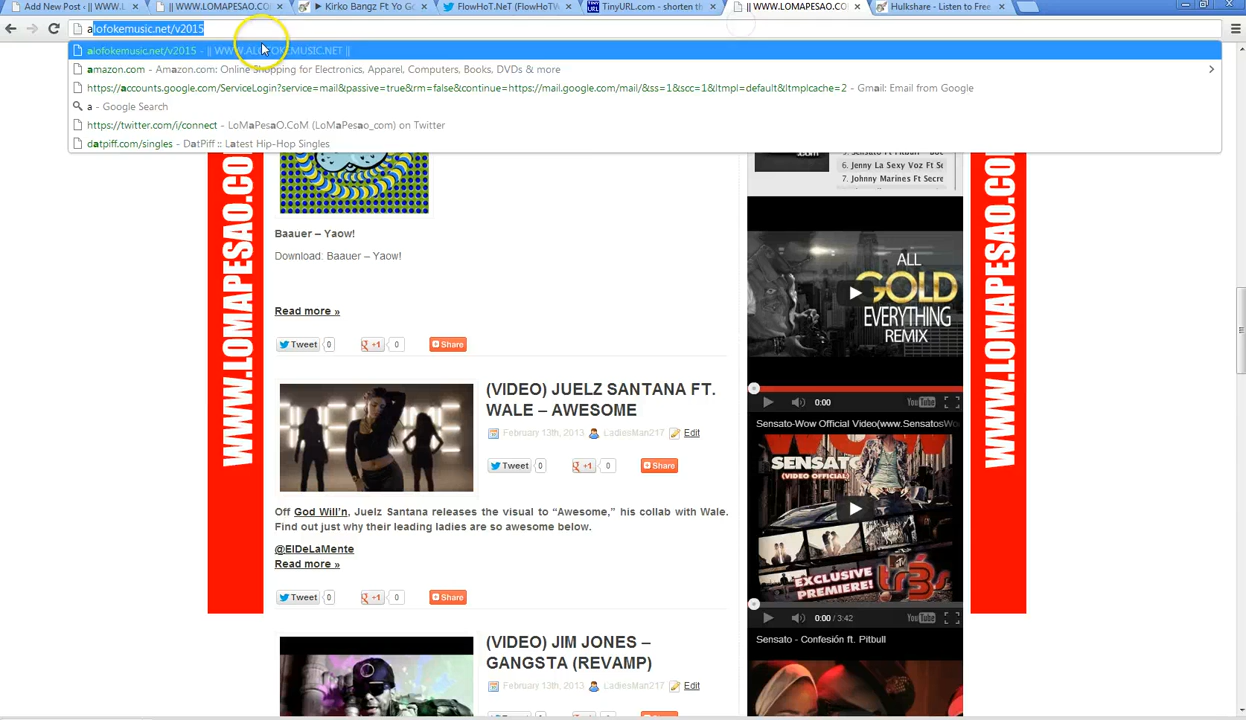 Add New Post ‹ || WWW.L
|| WWW.LOMAPESAO.CO
▶ Kirko Bangz Ft Yo Go
FlowHoT.NeT (FlowHoTW
TinyURL.com - shorten th
|| WWW.LOMAPESAO.COM
Hulkshare - Listen to Free
alofokemusic.net/v2015
alofokemusic.net/v2015 - || WWW.ALOFOKEMUSIC.NET ||
amazon.com - Amazon.com: Online Shopping for Electronics, Apparel, Computers, Books, DVDs & more
https://accounts.google.com/ServiceLogin?service=mail&passive=true&rm=false&continue=https://mail.google.com/mail/&ss=1&scc=1&ltmpl=default&ltmplcache=2 - Gmail: Email from Google
a - Google Search
https://twitter.com/i/connect - LoMaPesaO.CoM (LoMaPesao_com) on Twitter
datpiff.com/singles - DatPiff :: Latest Hip-Hop Singles
6. Jenny La Sexy Voz Ft Se
7. Johnny Marines Ft Secre
WWW.LOMAPESAO.CO
WWW.LOMAPESAO.CO
Baauer – Yaow!
Download: Baauer – Yaow!
Read more »
Tweet 0 +1 0 Share
ALL
GOLD
EVERYTHING
REMIX
0:00 YouTube
(VIDEO) JUELZ SANTANA FT.
WALE – AWESOME
February 13th, 2013 LadiesMan217 Edit
Tweet 0 +1 0 Share
Off God Will'n, Juelz Santana releases the visual to “Awesome,” his collab with Wale.
Find out just why their leading ladies are so awesome below.
@ElDeLaMente
Read more »
Tweet 0 +1 0 Share
Sensato-Wow Official Video(www.SensatosWo
SENSATO
(VIDEO OFICIAL)
EXCLUSIVE
PREMIERE!
MTV
tr3s
0:00 / 3:42 YouTube
Sensato - Confesión ft. Pitbull
(VIDEO) JIM JONES –
GANGSTA (REVAMP)
February 13th, 2013 LadiesMan217 Edit